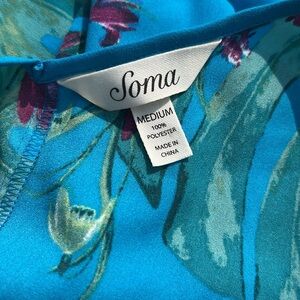 Soma
MEDIUM
100%
POLYESTER
MADE IN
CHINA